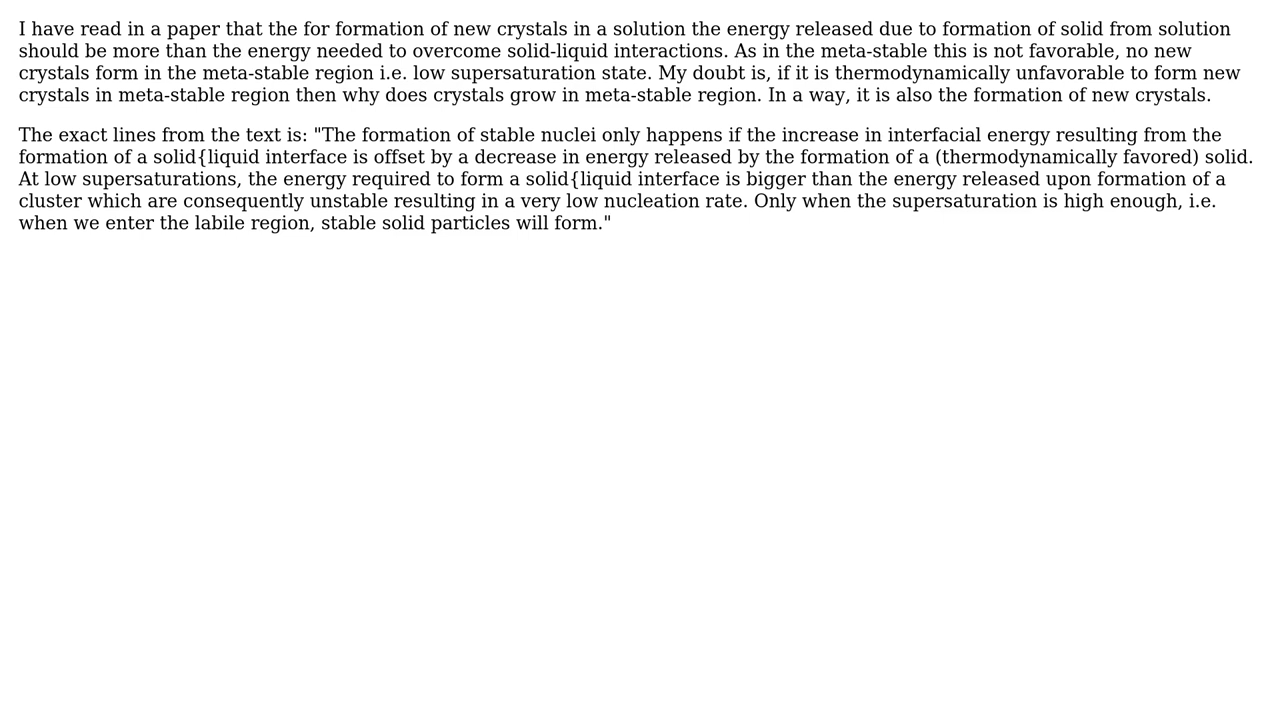 I have read in a paper that the for formation of new crystals in a solution the energy released due to formation of solid from solution
should be more than the energy needed to overcome solid-liquid interactions. As in the meta-stable this is not favorable, no new
crystals form in the meta-stable region i.e. low supersaturation state. My doubt is, if it is thermodynamically unfavorable to form new
crystals in meta-stable region then why does crystals grow in meta-stable region. In a way, it is also the formation of new crystals.
The exact lines from the text is: "The formation of stable nuclei only happens if the increase in interfacial energy resulting from the
formation of a solid{liquid interface is offset by a decrease in energy released by the formation of a (thermodynamically favored) solid.
At low supersaturations, the energy required to form a solid{liquid interface is bigger than the energy released upon formation of a
cluster which are consequently unstable resulting in a very low nucleation rate. Only when the supersaturation is high enough, i.e.
when we enter the labile region, stable solid particles will form."